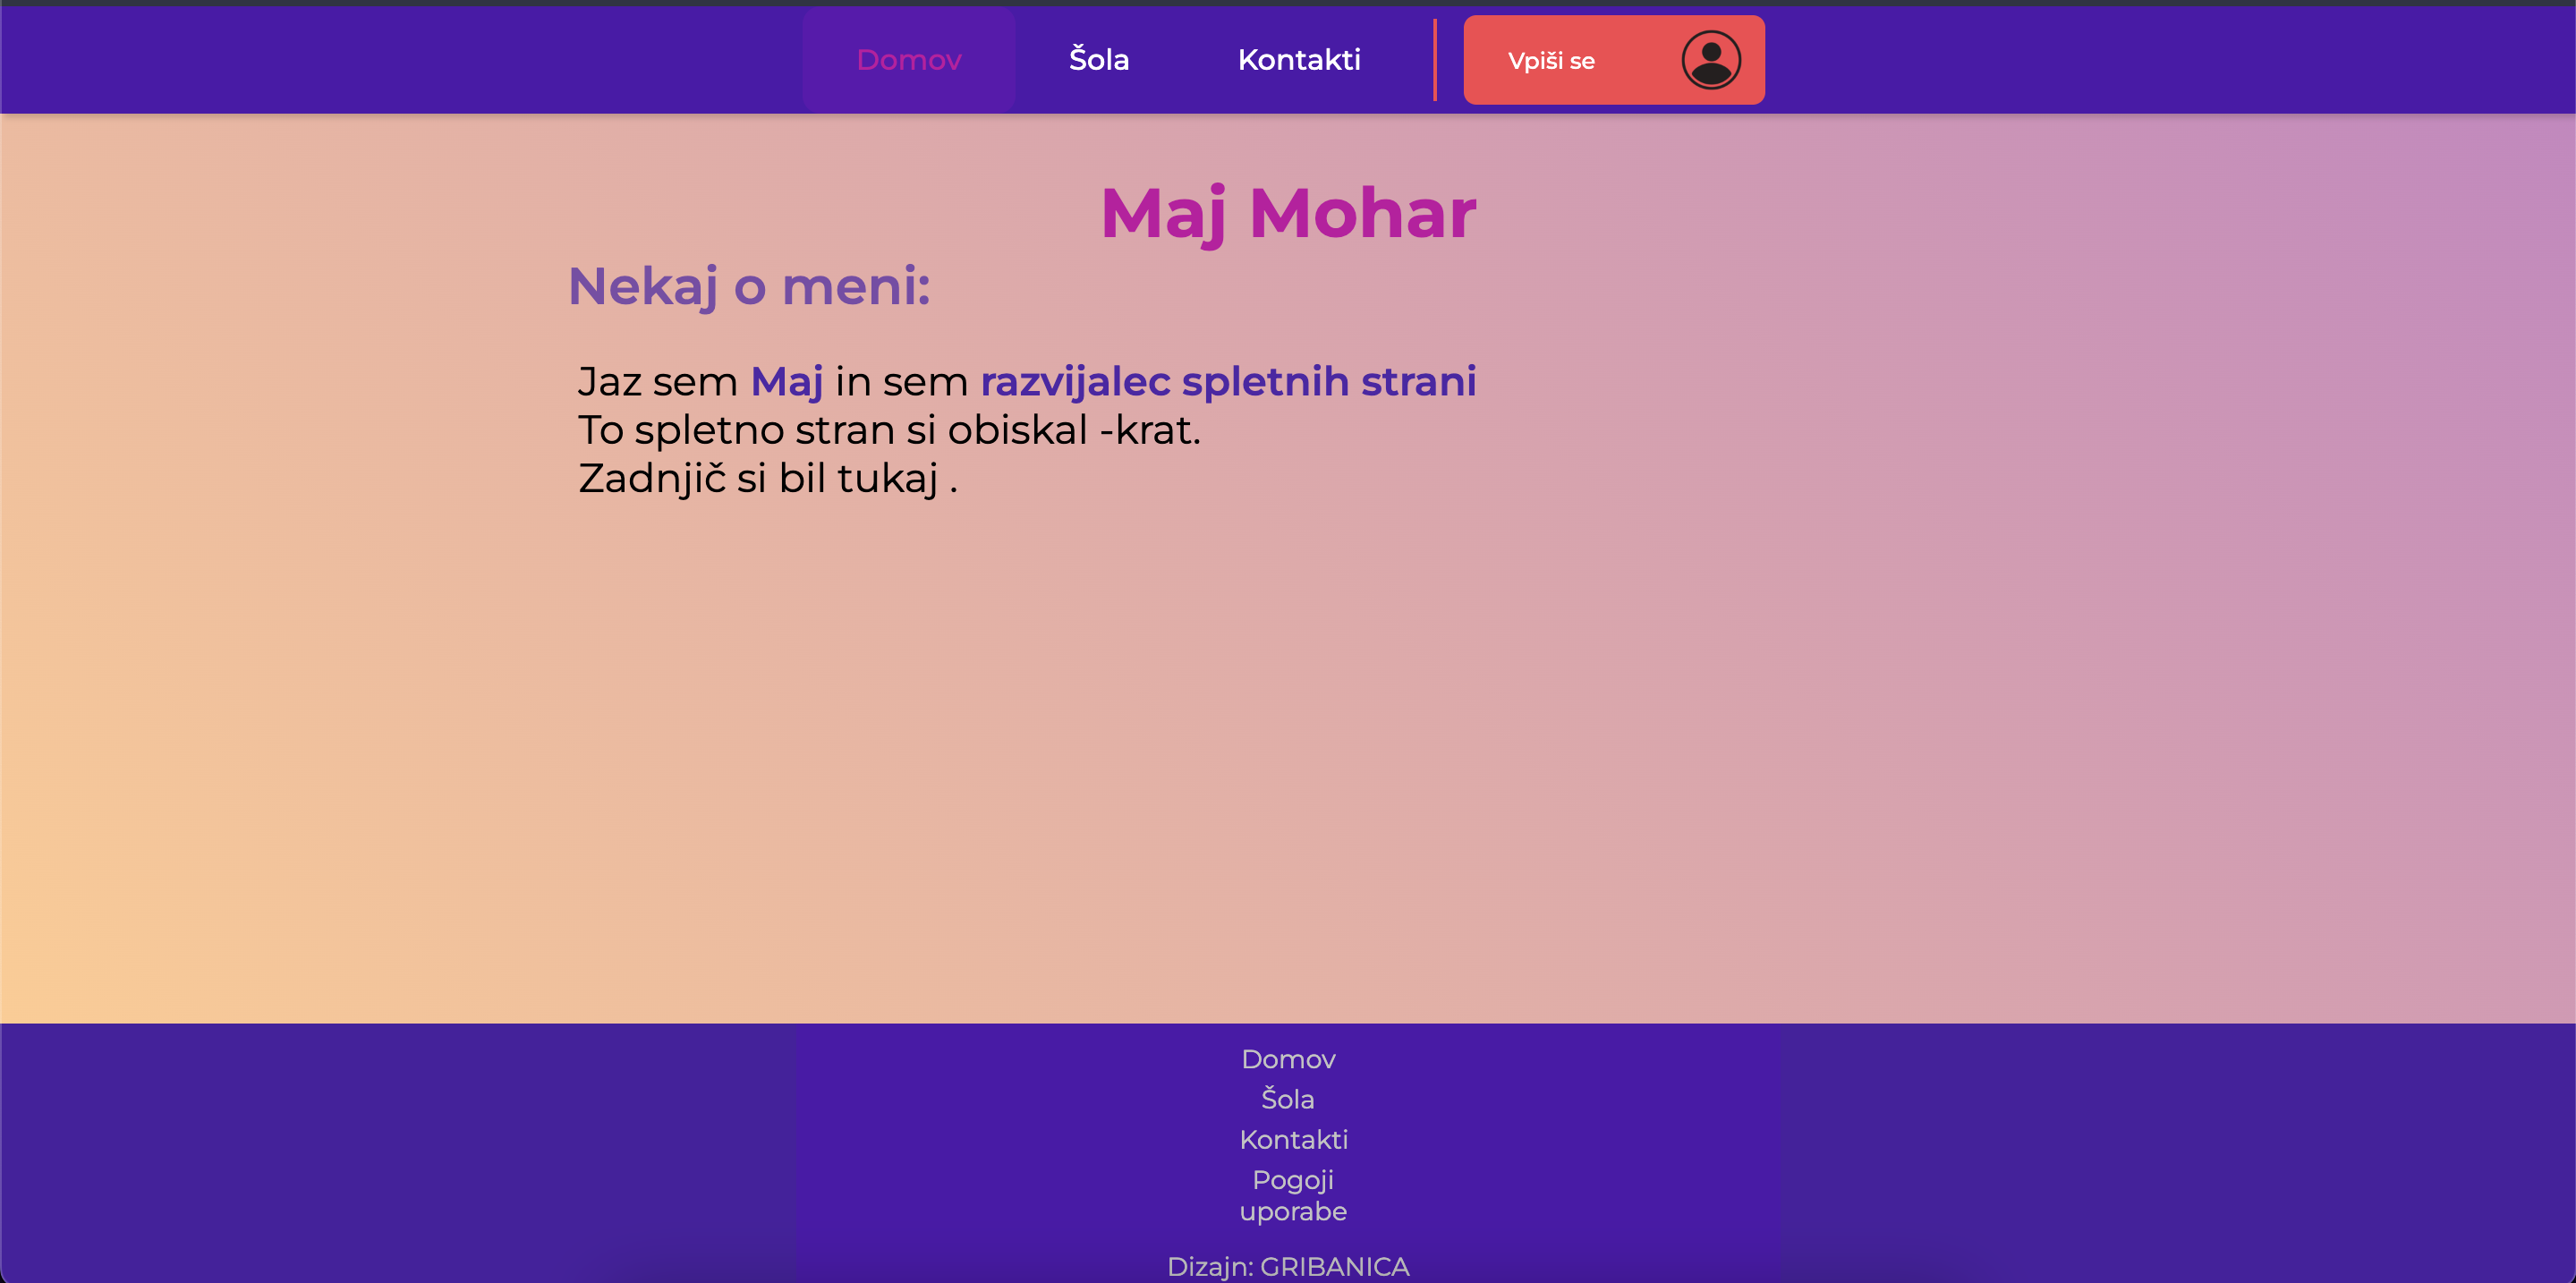 Domov Šola Kontakti Vpiši se
Maj Mohar
Nekaj o meni:
Jaz sem Maj in sem razvijalec spletnih strani
To spletno stran si obiskal -krat.
Zadnjič si bil tukaj .
Domov
Šola
Kontakti
Pogoji
uporabe
Dizajn: GRIBANICA